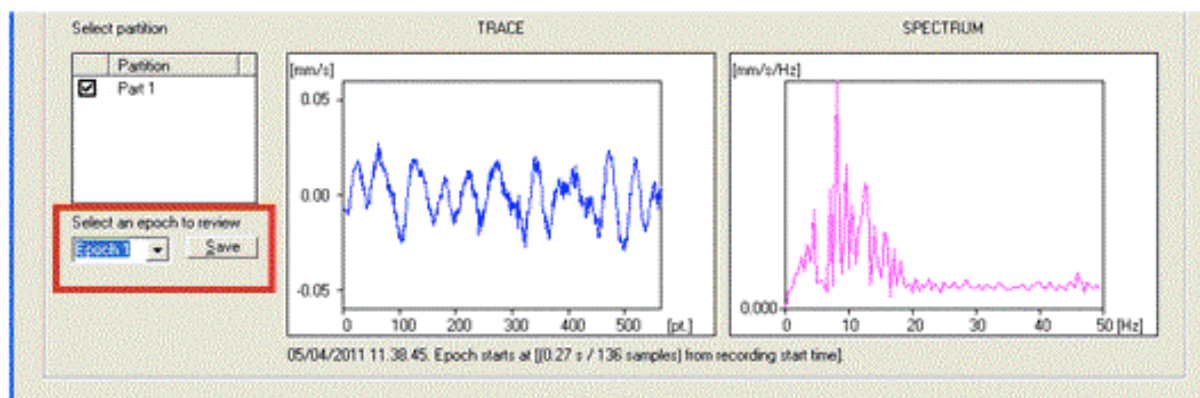 Select partition
TRACE
SPECTRUM
Partition
Part 1
Select an epoch to review
Epoch 1
Save
[mm/s]
0.05
0.00
-0.05
0 100 200 300 400 500 [pt.]
[mm/s/Hz]
0.000
0 10 20 30 40 50 [Hz]
05/04/2011 11.38.45. Epoch starts at [(0.27 s / 136 samples) from recording start time].